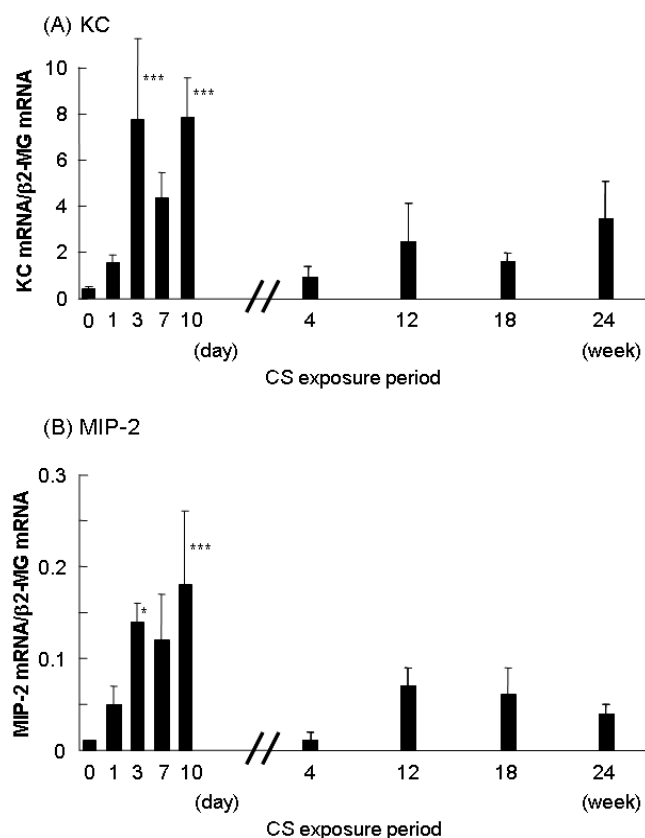 (A) KC
KC mRNA/β2-MG mRNA
10
8
6
4
2
0
***
***
0 1 3 7 10 4 12 18 24
(day) (week)
CS exposure period
(B) MIP-2
MIP-2 mRNA/β2-MG mRNA
0.3
0.2
0.1
0
*
***
0 1 3 7 10 4 12 18 24
(day) (week)
CS exposure period